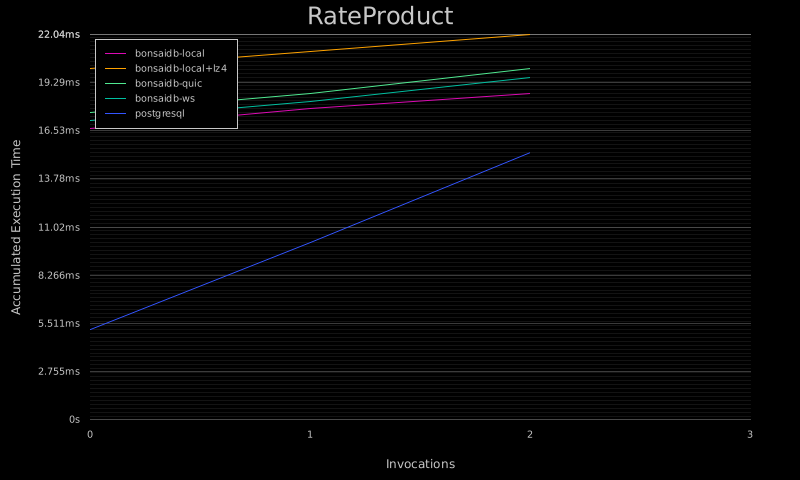 RateProduct
22.04ms
19.29ms
16.53ms
13.78ms
11.02ms
8.266ms
5.511ms
2.755ms
0s
bonsaidb-local
bonsaidb-local+lz4
bonsaidb-quic
bonsaidb-ws
postgresql
Accumulated Execution Time
0 1 2 3
Invocations